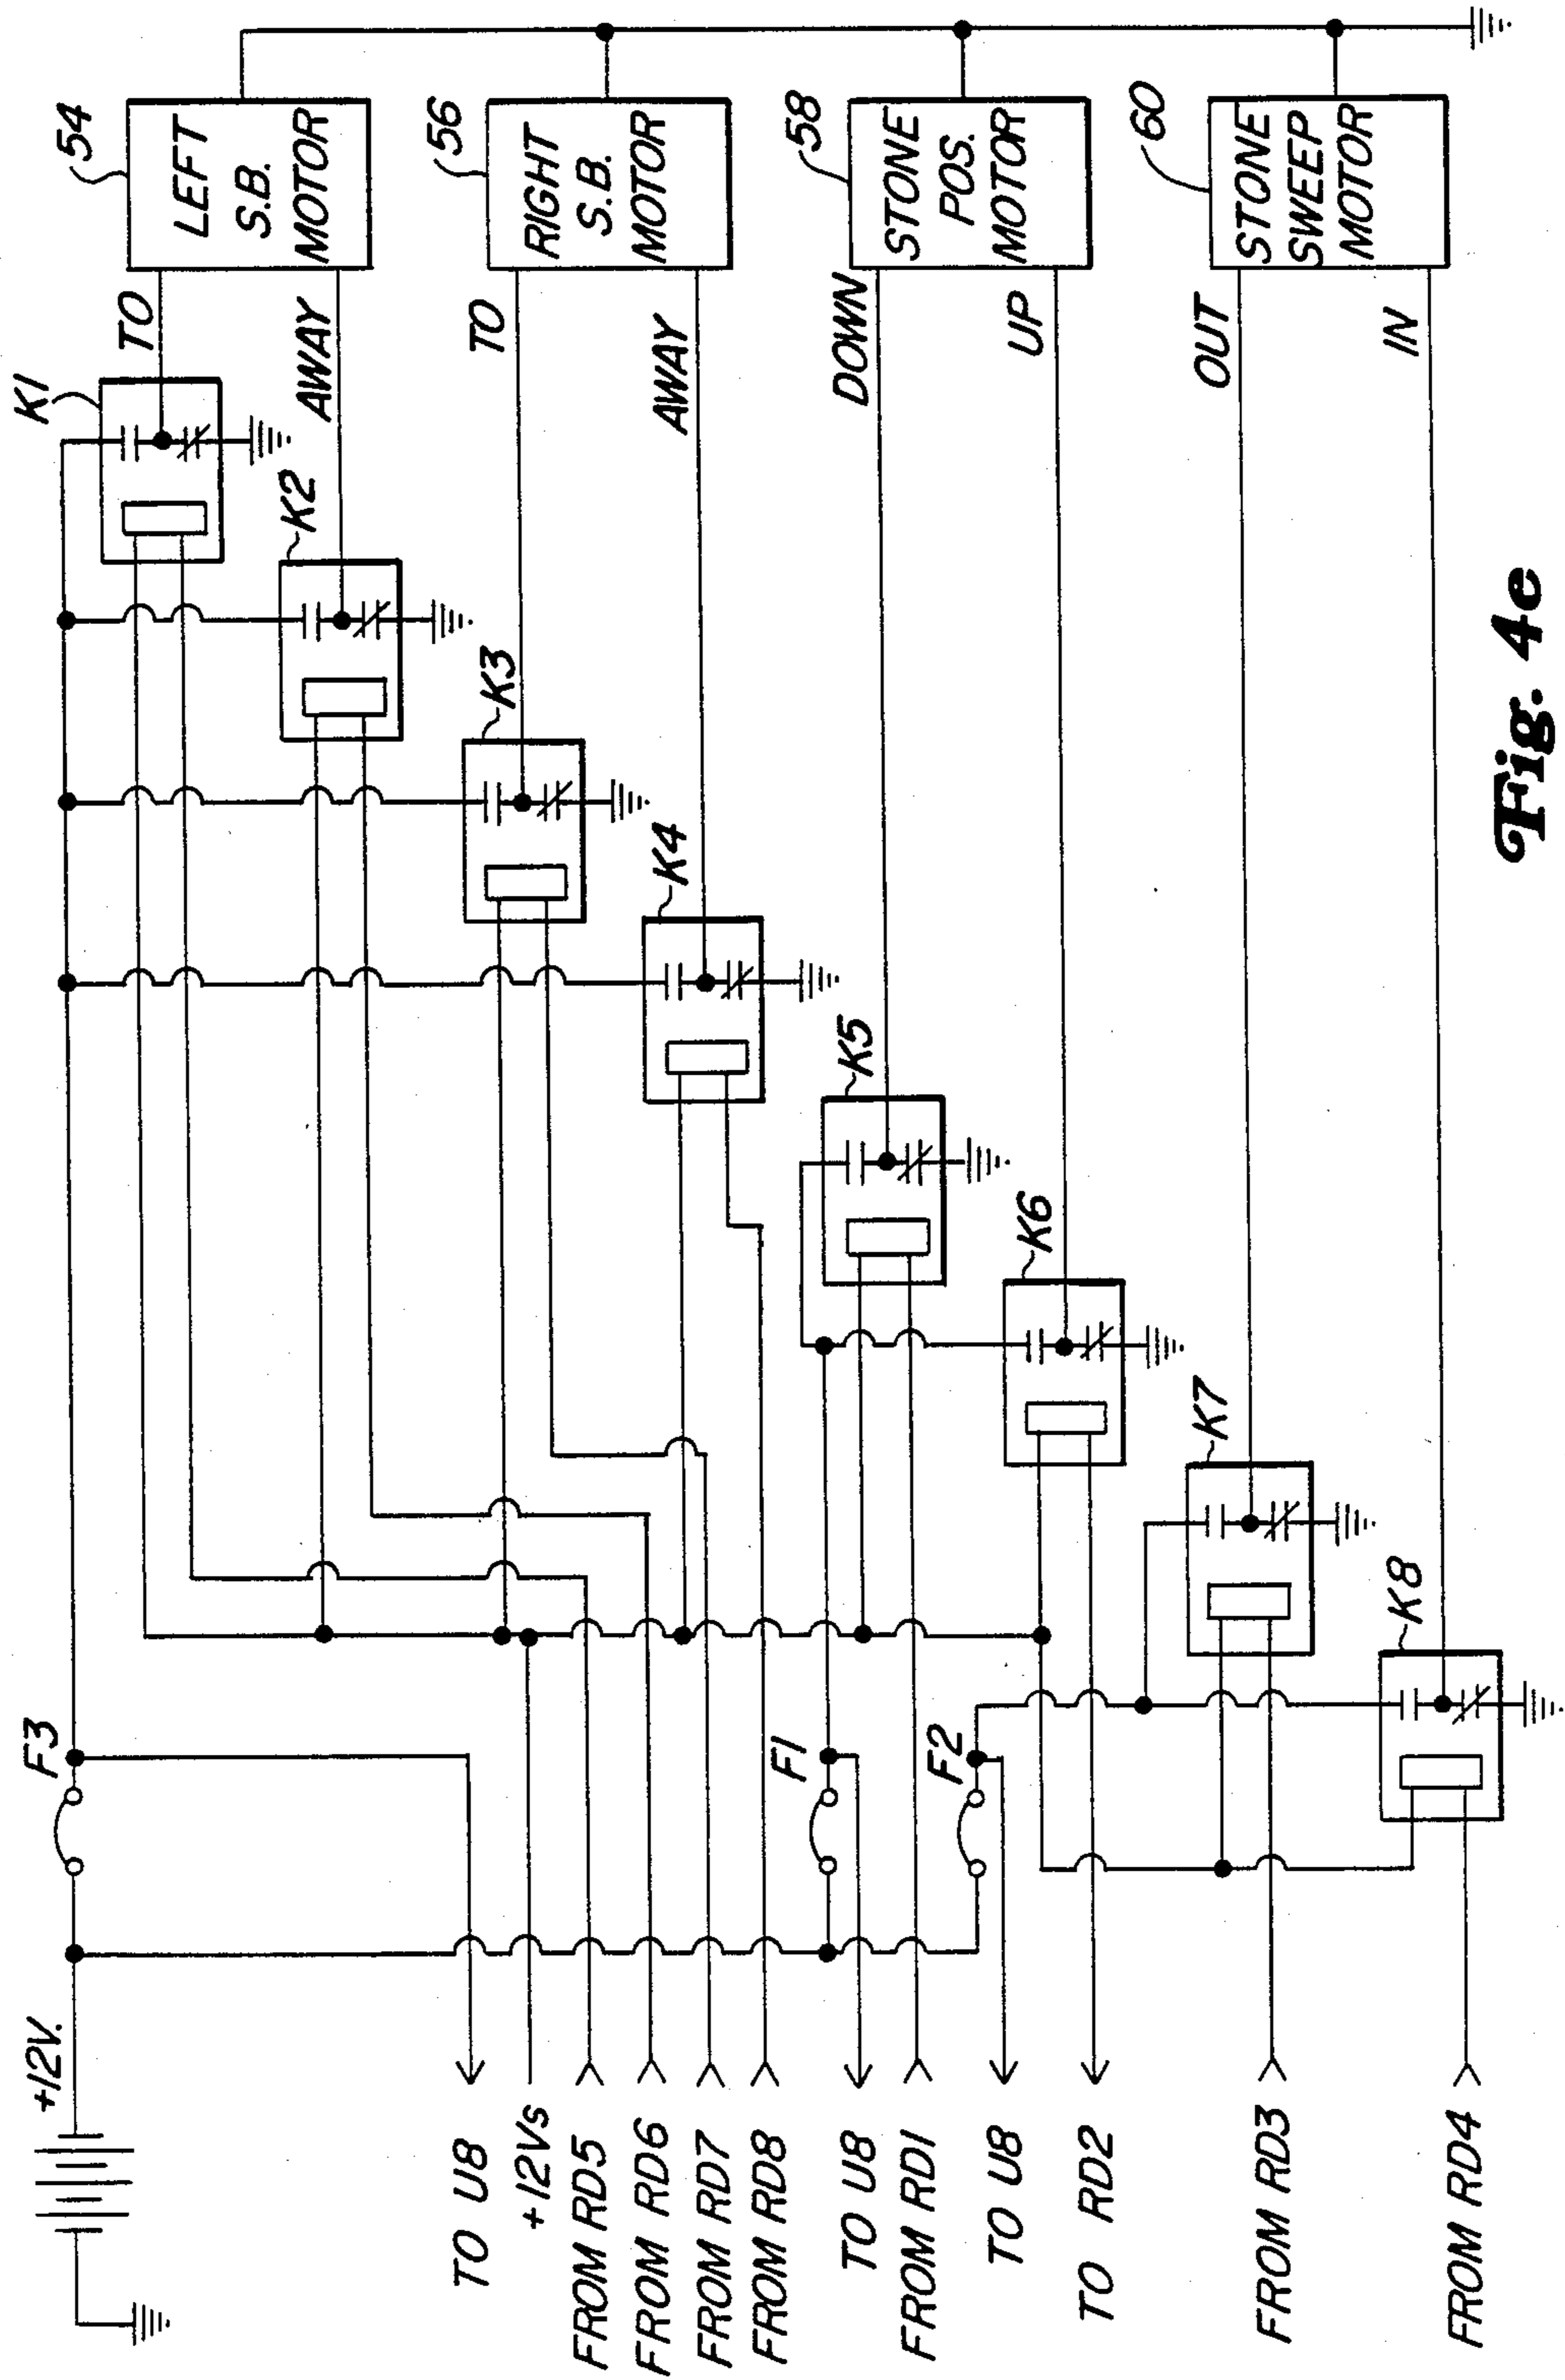 +12V.
F3
K1
TO
54
LEFT
S.B.
MOTOR
K2
AWAY
K3
TO
56
RIGHT
S.B.
MOTOR
K4
AWAY
TO U8
+12Vs
FROM RD5
FROM RD6
FROM RD7
FROM RD8
F1
K5
DOWN
58
STONE
POS.
MOTOR
TO U8
FROM RD1
F2
K6
UP
TO U8
TO RD2
K7
OUT
60
STONE
SWEEP
MOTOR
FROM RD3
K8
IN
FROM RD4
Fig. 4e